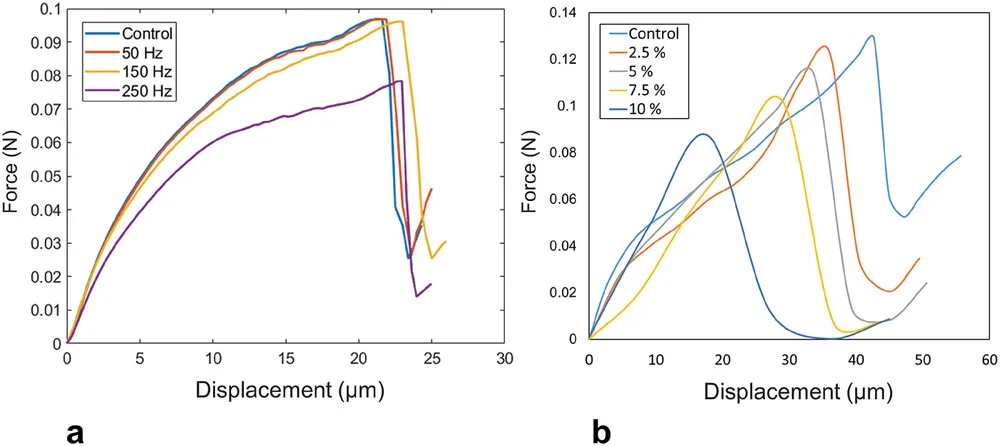 0.1
0.09
0.08
0.07
0.06
0.05
0.04
0.03
0.02
0.01
0
Force (N)
Control
50 Hz
150 Hz
250 Hz
0 5 10 15 20 25 30
Displacement (μm)
a
0.14
0.12
0.1
0.08
0.06
0.04
0.02
0
Force (N)
Control
2.5 %
5 %
7.5 %
10 %
0 10 20 30 40 50 60
Displacement (μm)
b